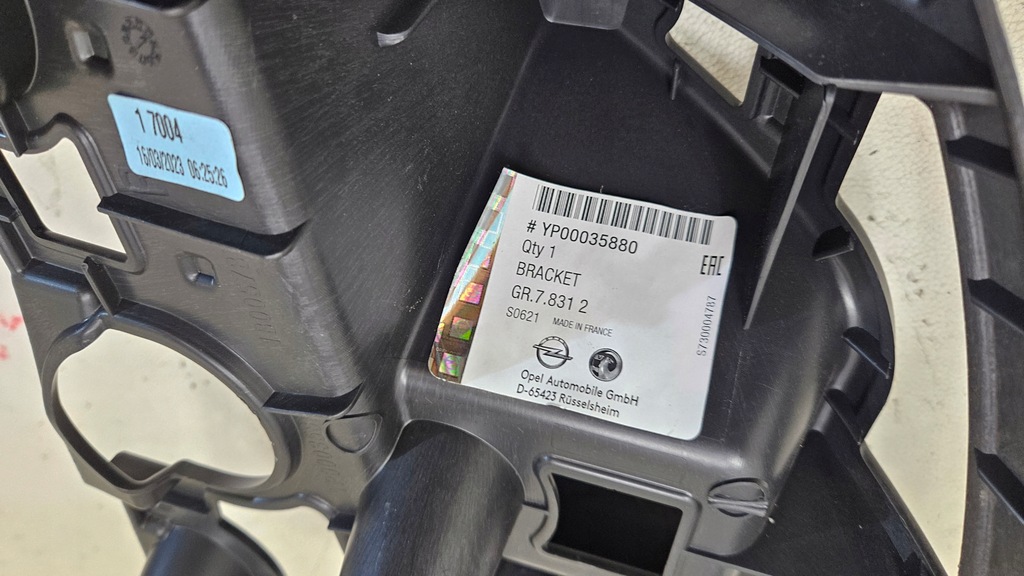 1 7004
16/03/2023 06:25:26
# YP00035880
Qty 1
BRACKET
GR.7.831 2
S0621 MADE IN FRANCE
EAC
S730004787
Opel Automobile GmbH
D-65423 Rüsselsheim